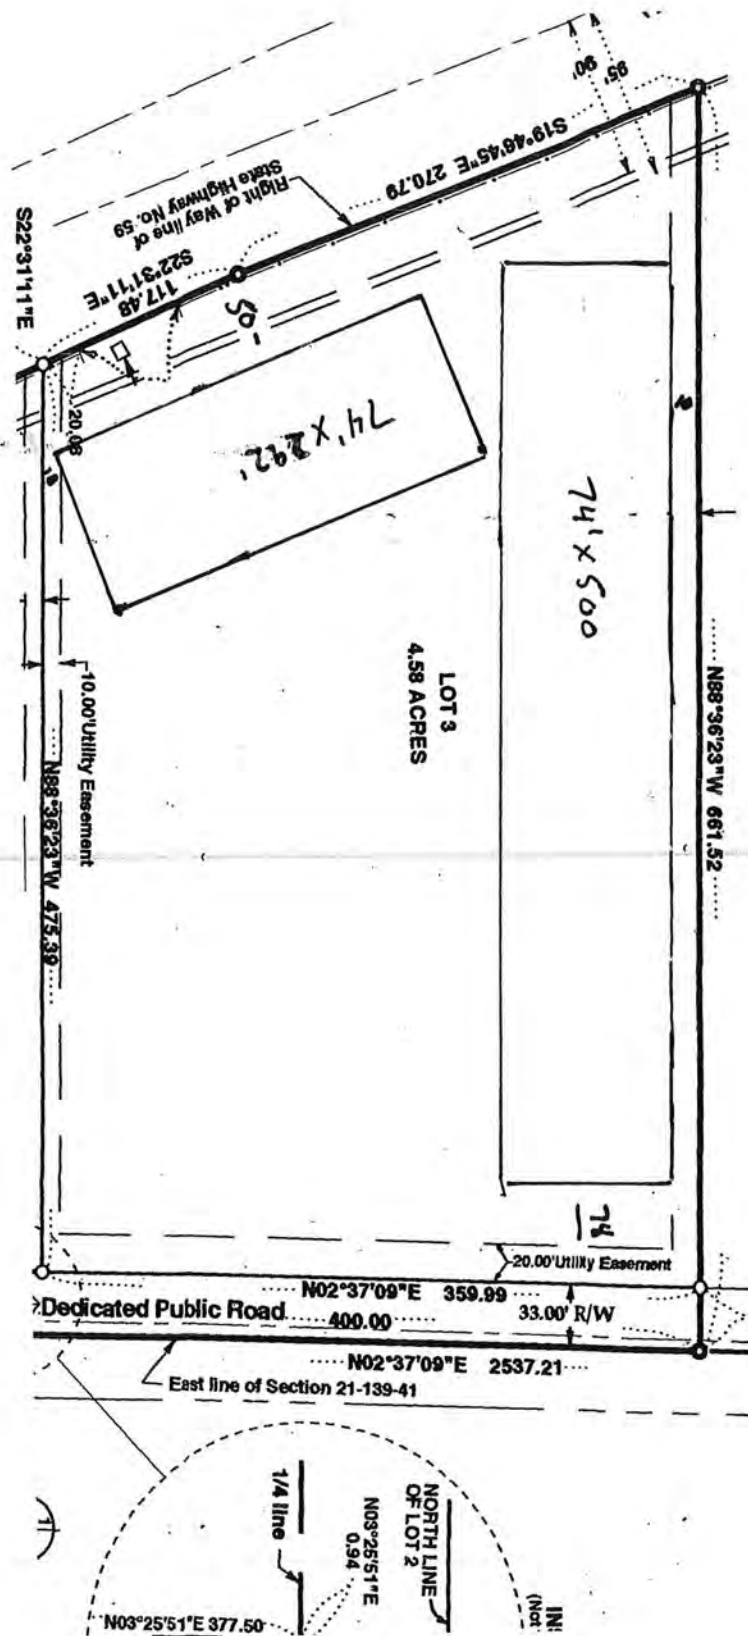 95'
90'
S19°46'45"E 270.79
Right of Way line of
State Highway No. 59
S22°31'11"E
117.48
S22°31'11"E
50-
20.08
74' x 292'
74' x 500
LOT 3
4.58 ACRES
N88°36'23"W 661.52
10.00'Utility Easement
N88°36'23"W 475.39
74
20.00'Utility Easement
N02°37'09"E 359.99
33.00' R/W
Dedicated Public Road
400.00
N02°37'09"E 2537.21
East line of Section 21-139-41
1/4 line
N03°25'51"E
0.94
NORTH LINE
OF LOT 2
N03°25'51"E 377.50
(Not